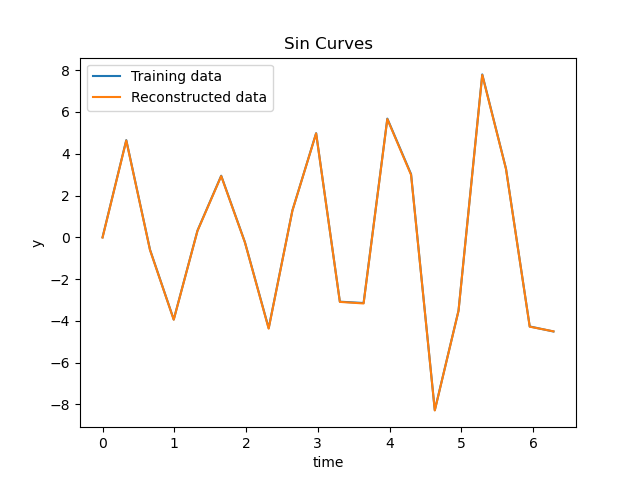 Sin Curves
Training data
Reconstructed data
8
6
4
2
0
−2
−4
−6
−8
y
0 1 2 3 4 5 6
time